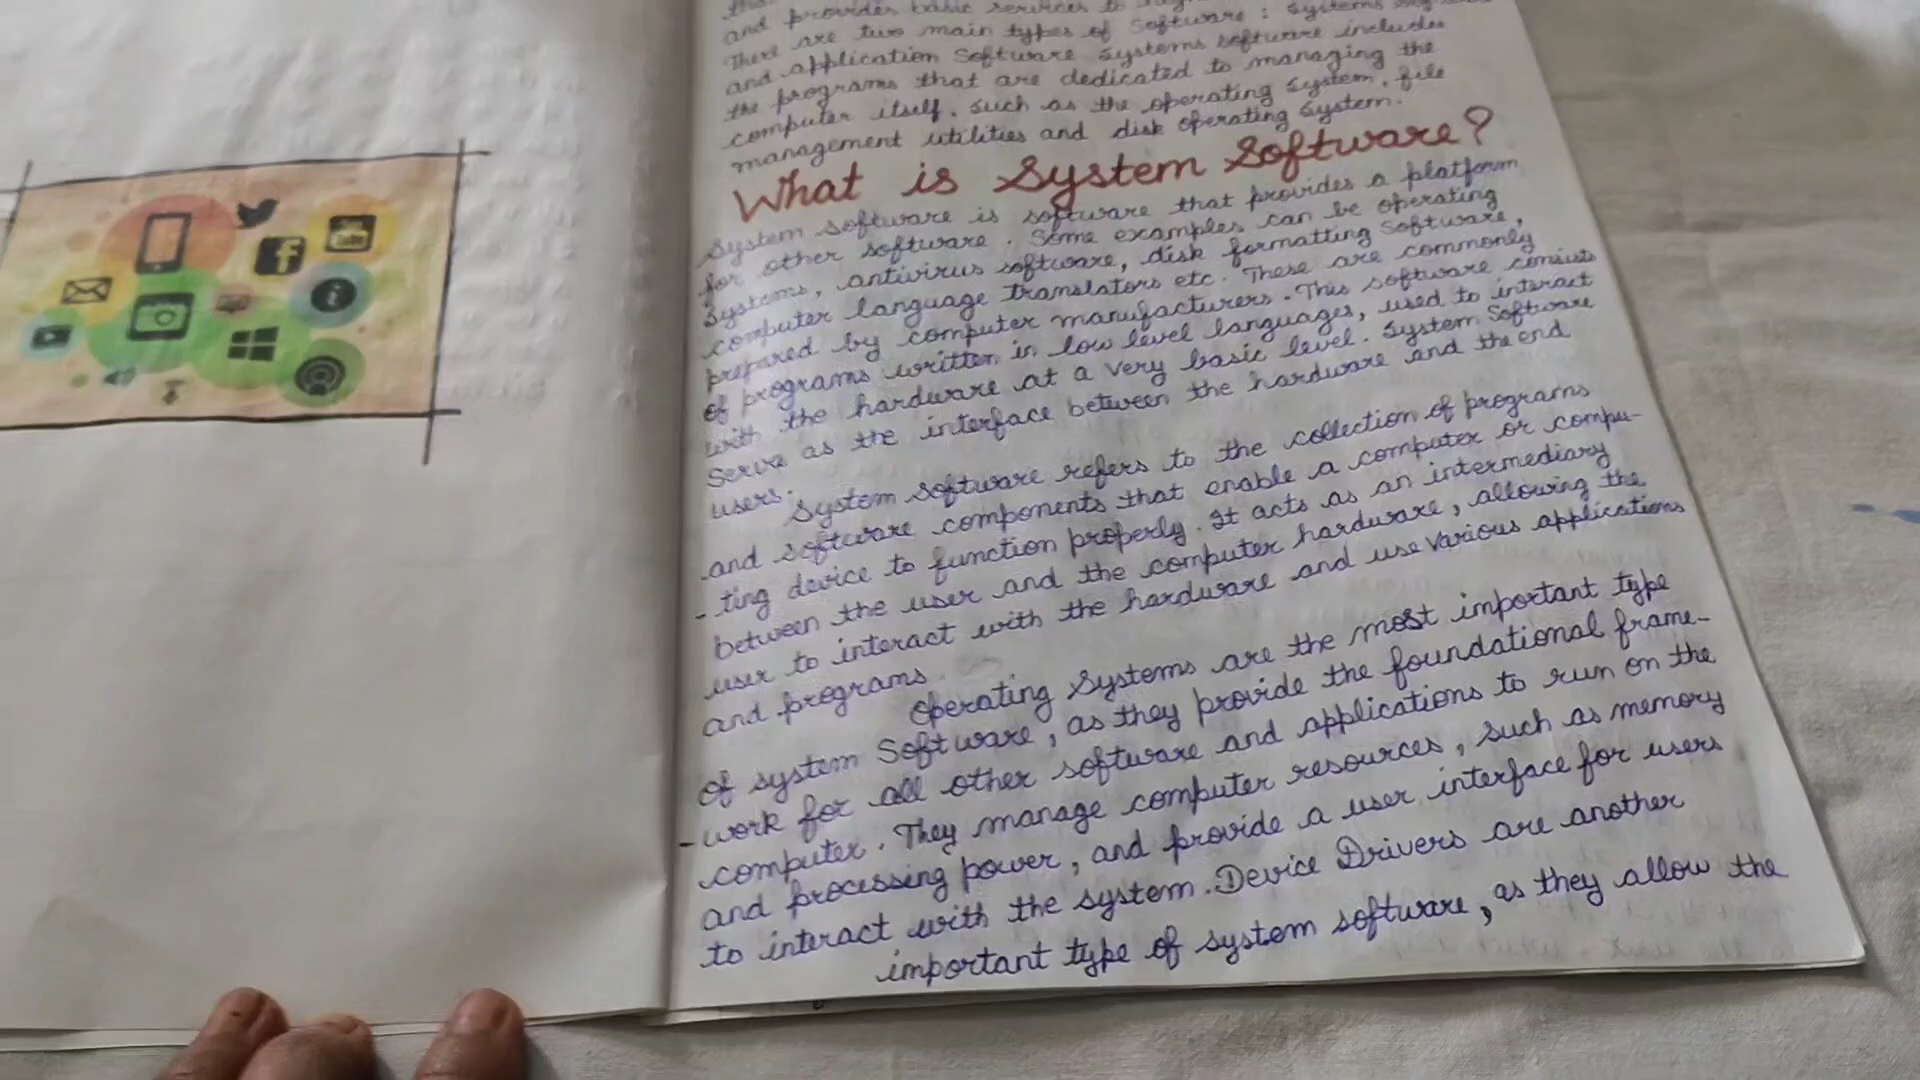 and provides basic services to
There are two main types of Software : Systems
and application Software Systems software includes
the programs that are dedicated to managing the
computer itself, such as the operating system, file
management utilities and disk operating system.
What is System Software?
System software is software that provides a platform
for other software. Some examples can be operating
systems, antivirus software, disk formatting software,
computer language translators etc. These are commonly
prepared by computer manufacturers. This software consists
of programs written in low level languages, used to interact
with the hardware at a very basic level. System Software
serve as the interface between the hardware and the end
users.
System software refers to the collection of programs
and software components that enable a computer or compu-
-ting device to function properly. It acts as an intermediary
between the user and the computer hardware, allowing the
user to interact with the hardware and use various applications
and programs.
Operating Systems are the most important type
of system Software, as they provide the foundational frame-
-work for all other software and applications to run on the
computer. They manage computer resources, such as memory
and processing power, and provide a user interface for users
to interact with the system. Device Drivers are another
important type of system software, as they allow the